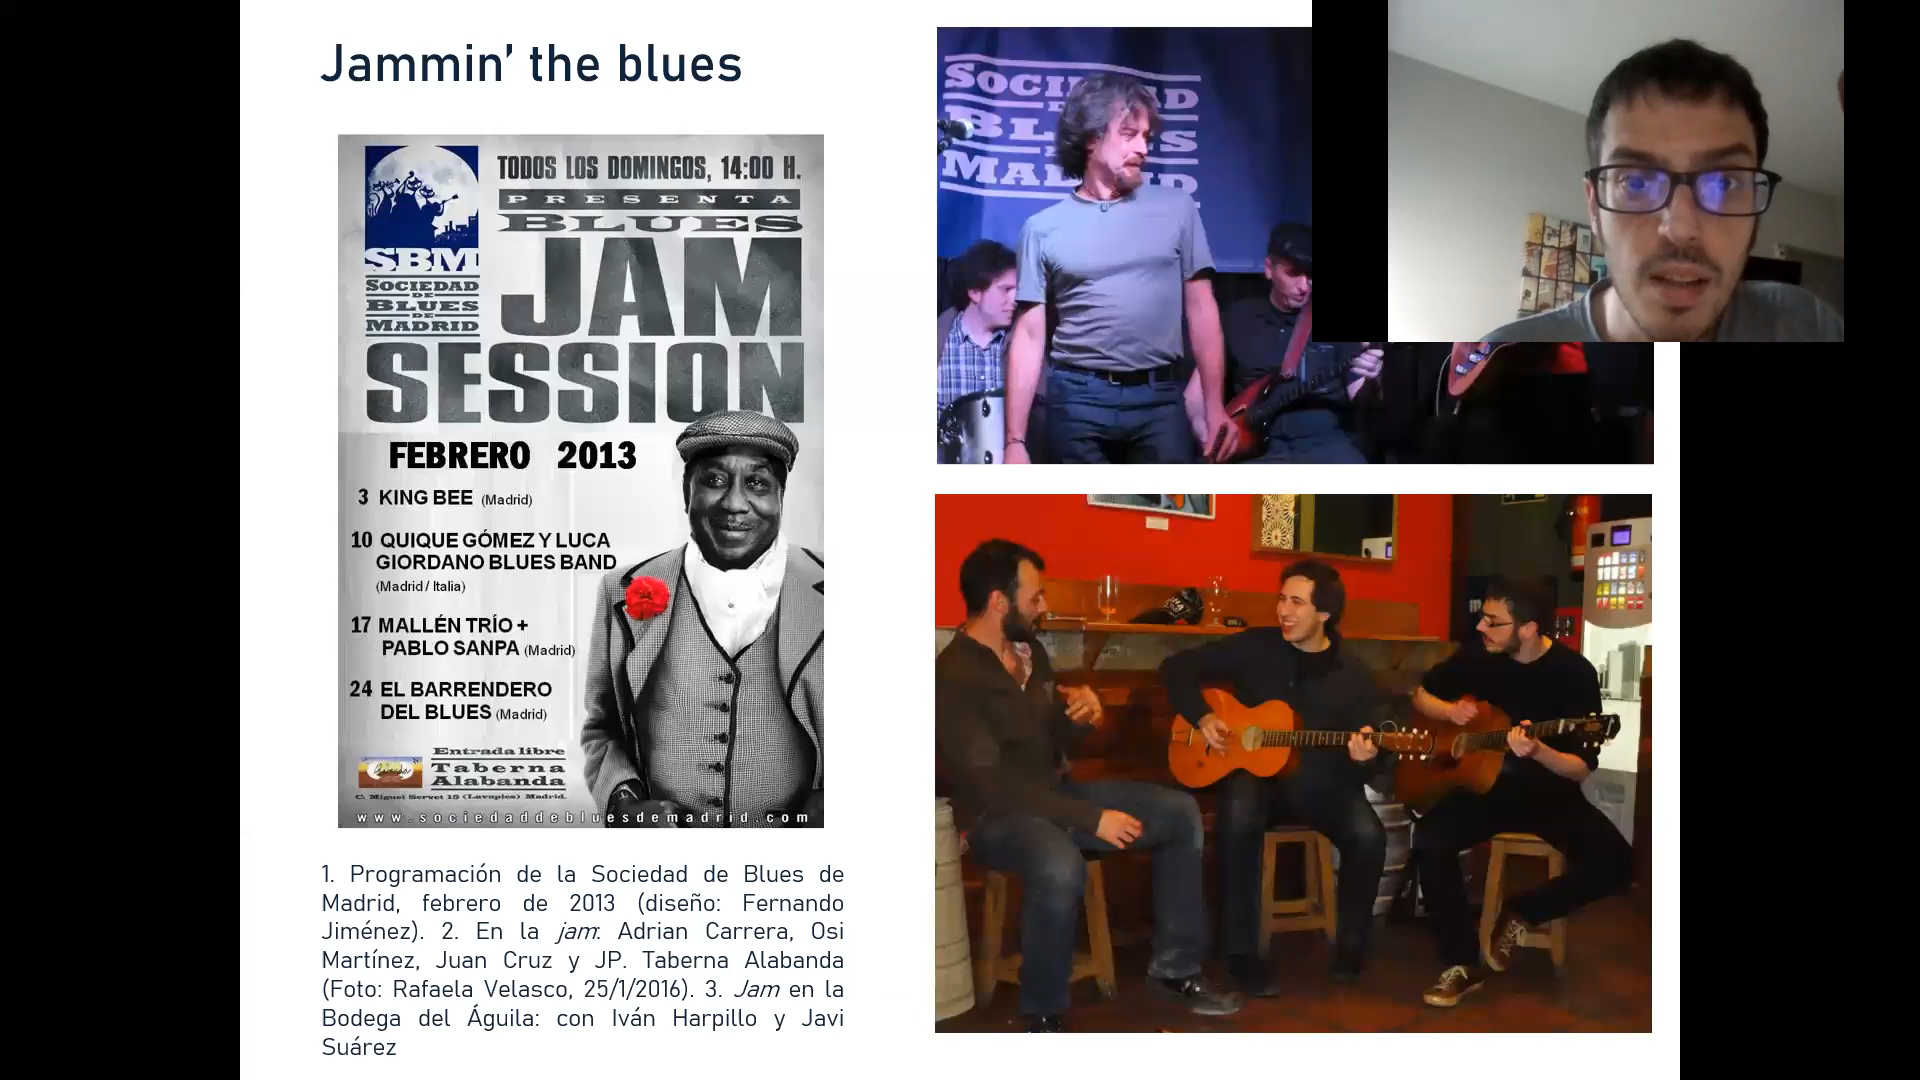 Jammin’ the blues
TODOS LOS DOMINGOS, 14:00 H.
PRESENTA
BLUES
JAM
SESSION
SBM
SOCIEDAD
DE
BLUES
DE
MADRID
FEBRERO 2013
3 KING BEE (Madrid)
10 QUIQUE GÓMEZ Y LUCA
GIORDANO BLUES BAND
(Madrid / Italia)
17 MALLÉN TRÍO +
PABLO SANPA (Madrid)
24 EL BARRENDERO
DEL BLUES (Madrid)
Entrada libre
Taberna
Alabanda
C. Miguel Servet 15 (Lavapiés) Madrid.
www.sociedaddebluesdemadrid.com
1. Programación de la Sociedad de Blues de
Madrid, febrero de 2013 (diseño: Fernando
Jiménez). 2. En la jam: Adrian Carrera, Osi
Martínez, Juan Cruz y JP. Taberna Alabanda
(Foto: Rafaela Velasco, 25/1/2016). 3. Jam en la
Bodega del Águila: con Iván Harpillo y Javi
Suárez